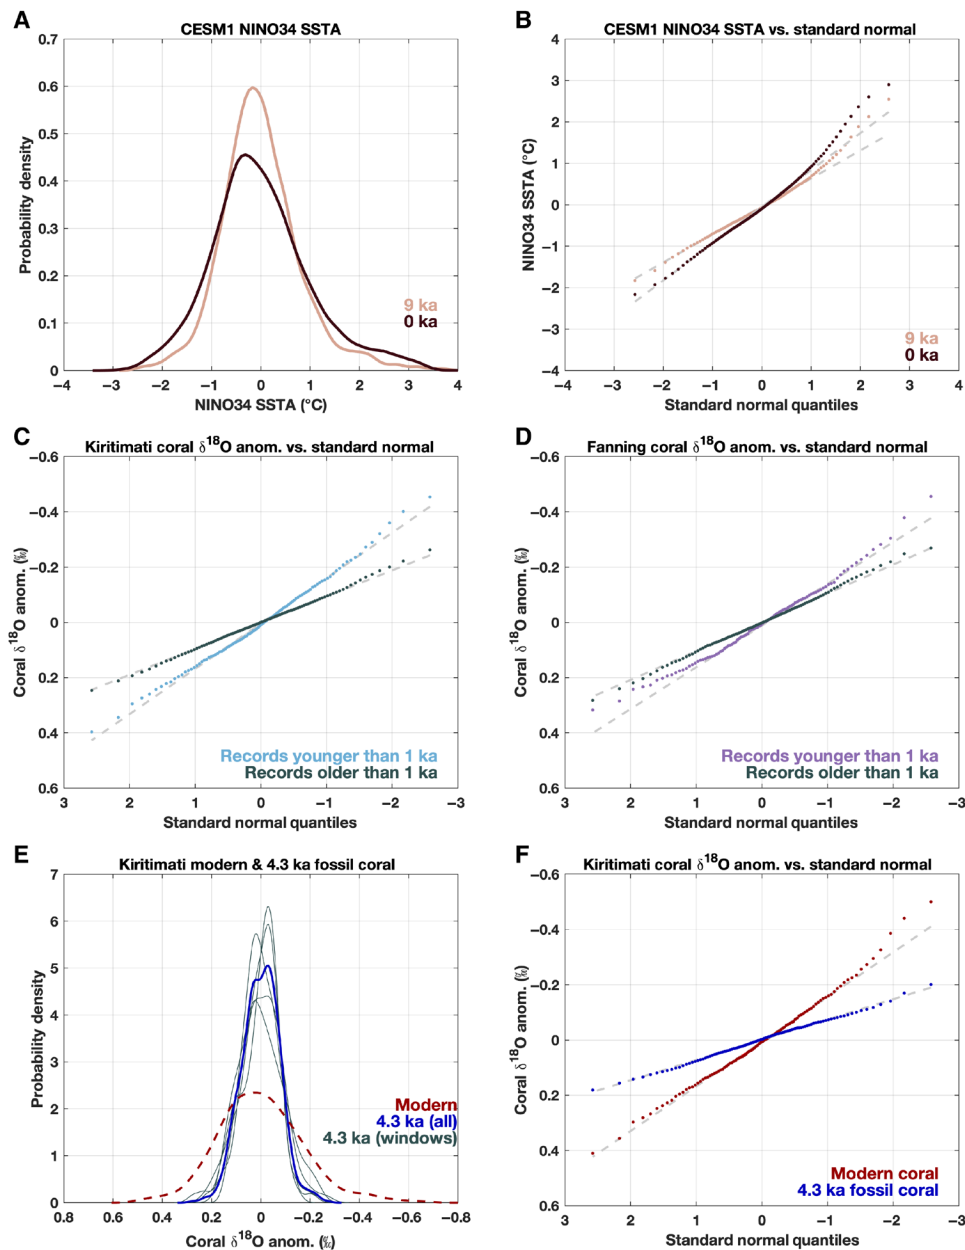 A
CESM1 NINO34 SSTA
0.7
0.6
0.5
0.4
0.3
0.2
0.1
0
Probability density
9 ka
0 ka
−4 −3 −2 −1 0 1 2 3 4
NINO34 SSTA (°C)
B
CESM1 NINO34 SSTA vs. standard normal
4
3
2
1
0
−1
−2
−3
−4
NINO34 SSTA (°C)
9 ka
0 ka
−4 −3 −2 −1 0 1 2 3 4
Standard normal quantiles
C
Kiritimati coral δ18O anom. vs. standard normal
−0.6
−0.4
−0.2
0
0.2
0.4
0.6
Coral δ18O anom. (‰)
Records younger than 1 ka
Records older than 1 ka
3 2 1 0 −1 −2 −3
Standard normal quantiles
D
Fanning coral δ18O anom. vs. standard normal
−0.6
−0.4
−0.2
0
0.2
0.4
0.6
Coral δ18O anom. (‰)
Records younger than 1 ka
Records older than 1 ka
3 2 1 0 −1 −2 −3
Standard normal quantiles
E
Kiritimati modern & 4.3 ka fossil coral
7
6
5
4
3
2
1
0
Probability density
Modern
4.3 ka (all)
4.3 ka (windows)
0.8 0.6 0.4 0.2 0 −0.2 −0.4 −0.6 −0.8
Coral δ18O anom. (‰)
F
Kiritimati coral δ18O anom. vs. standard normal
−0.6
−0.4
−0.2
0
0.2
0.4
0.6
Coral δ18O anom. (‰)
Modern coral
4.3 ka fossil coral
3 2 1 0 −1 −2 −3
Standard normal quantiles